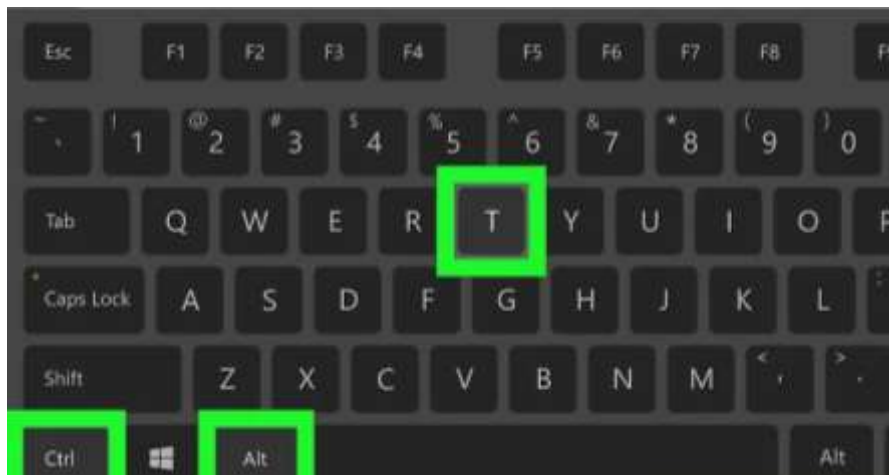 Esc F1 F2 F3 F4 F5 F6 F7 F8
~ ` ! 1 @ 2 # 3 $ 4 % 5 ^ 6 & 7 * 8 ( 9 ) 0
Tab Q W E R T Y U I O
Caps Lock A S D F G H J K L
Shift Z X C V B N M < , > .
Ctrl Alt Alt